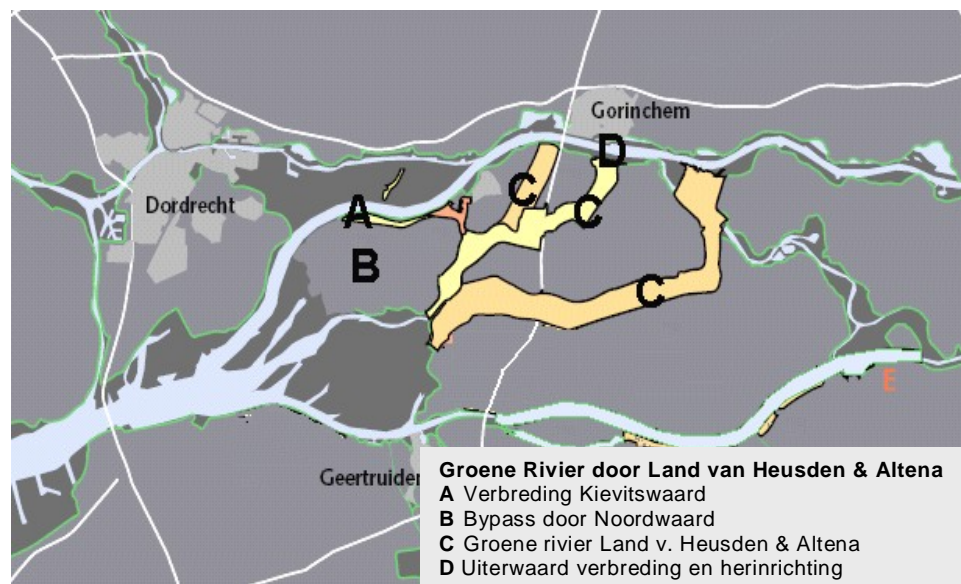 Gorinchem
D
C
Dordrecht
A
C
B
C
E
Geertruiden
Groene Rivier door Land van Heusden & Altena
A Verbreding Kievitswaard
B Bypass door Noordwaard
C Groene rivier Land v. Heusden & Altena
D Uiterwaard verbreding en herinrichting